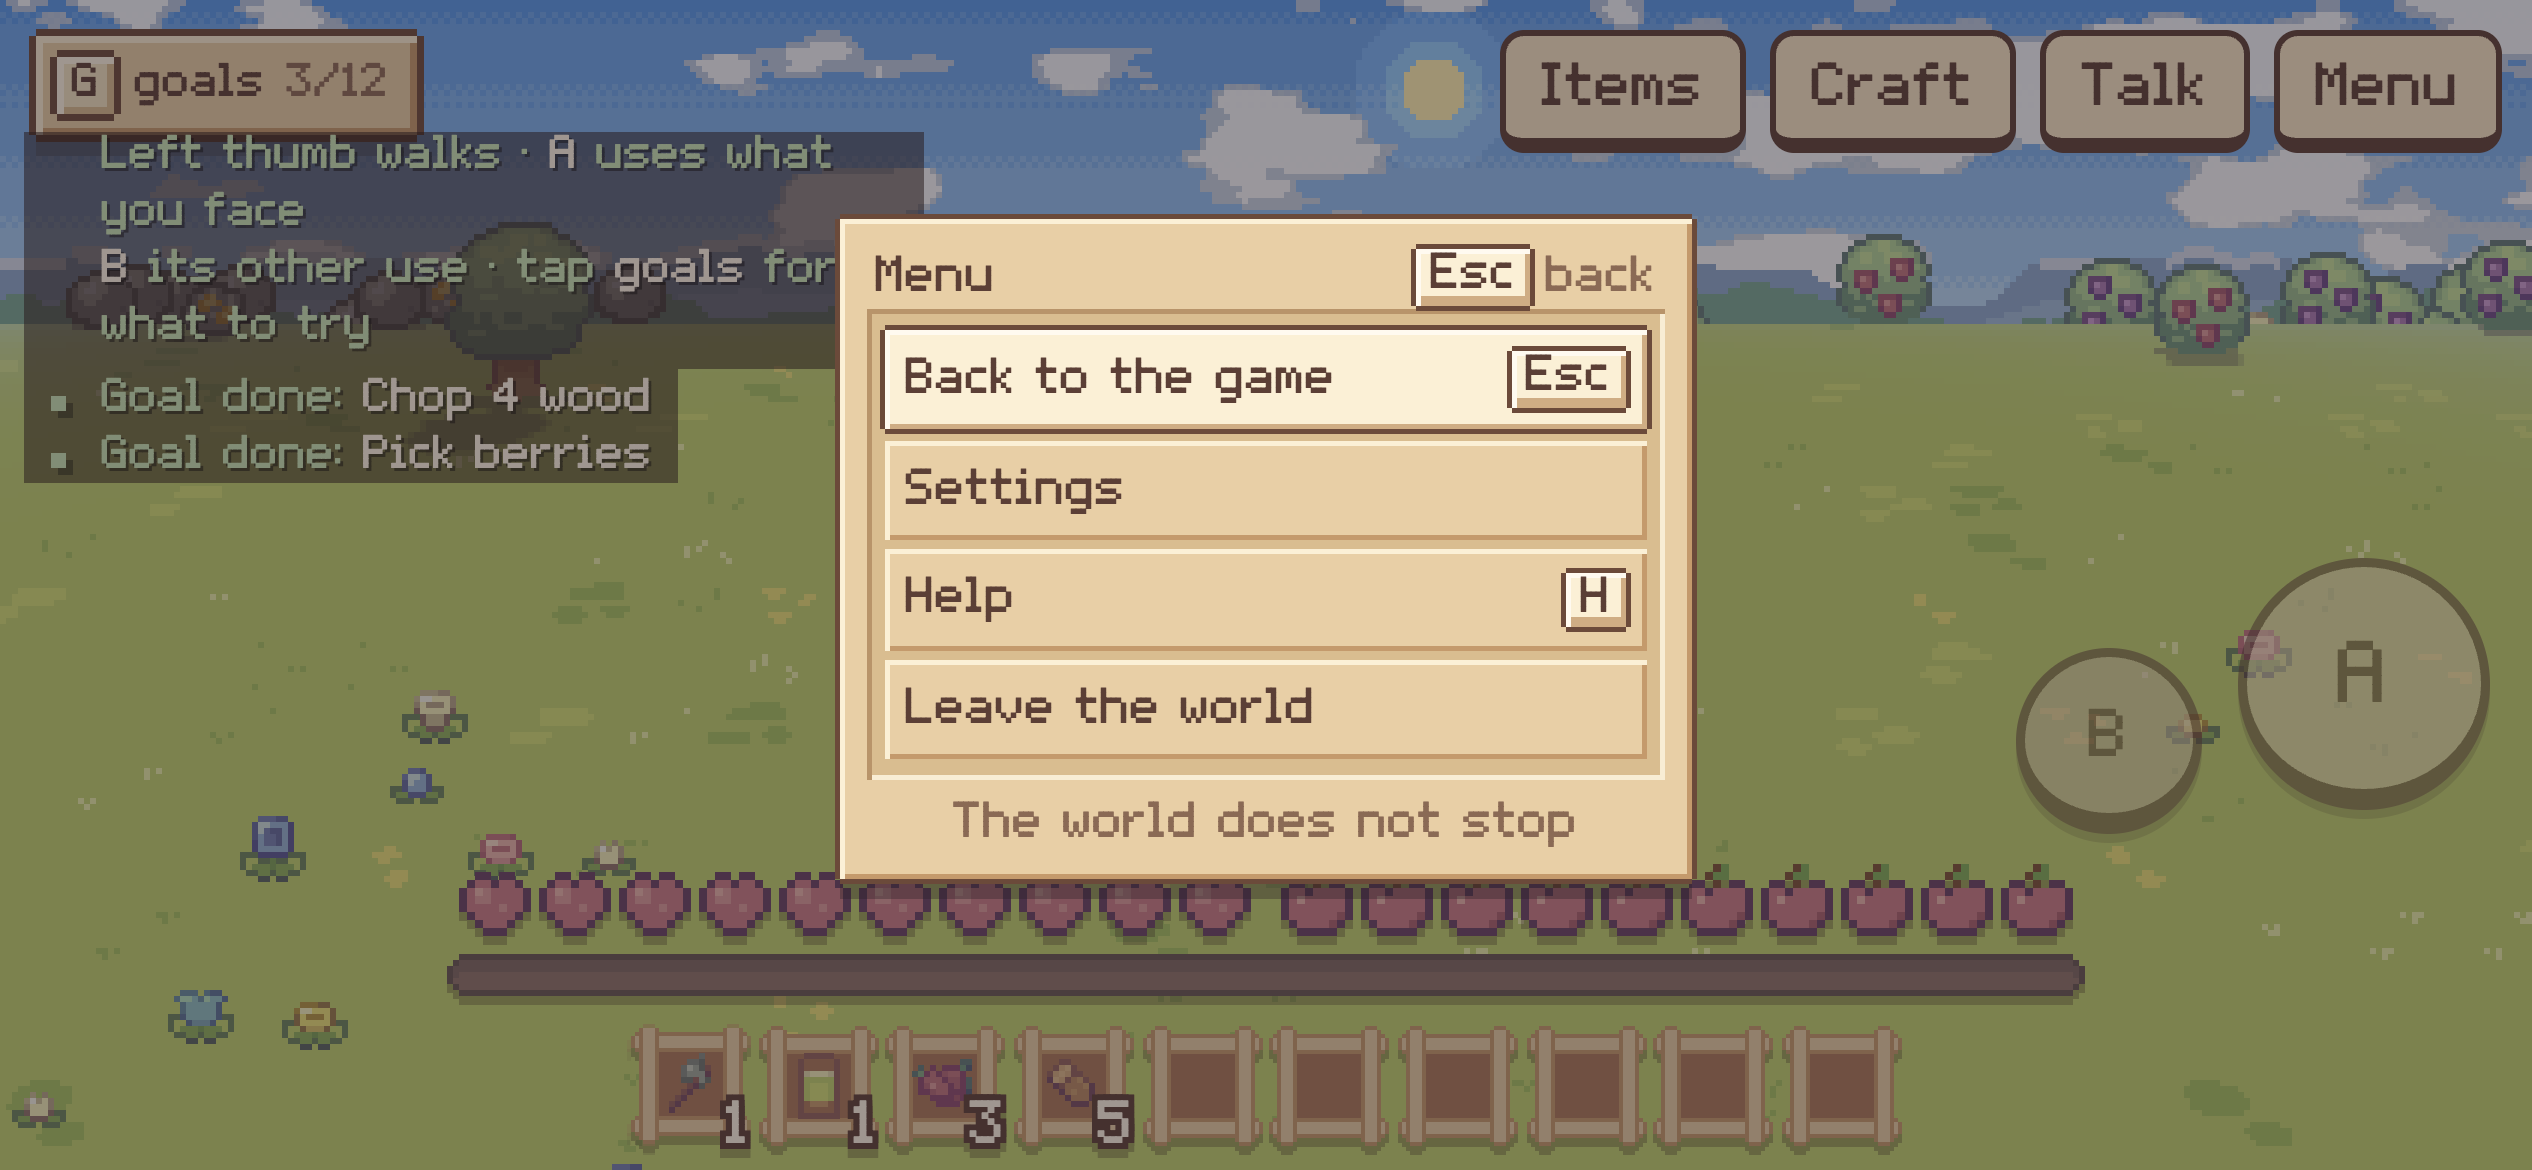 G goals 3/12
Items
Craft
Talk
Menu
Left thumb walks · A uses what
you face
B its other use · tap goals for
what to try
Goal done: Chop 4 wood
Goal done: Pick berries
Menu
Esc back
Back to the game Esc
Settings
Help H
Leave the world
The world does not stop
A
B
1
1
3
5